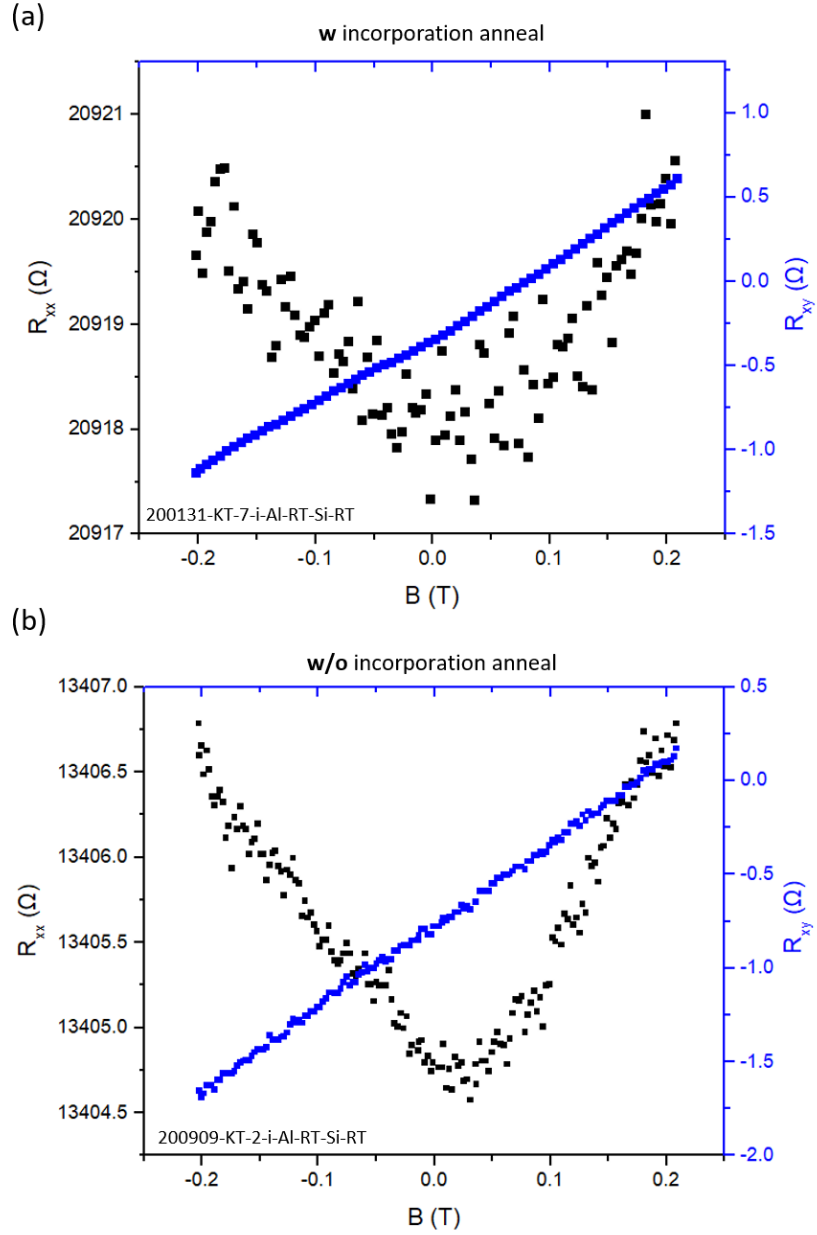 (a)
w incorporation anneal
20921
20920
20919
20918
20917
Rxx (Ω)
1.0
0.5
0.0
-0.5
-1.0
-1.5
Rxy (Ω)
200131-KT-7-i-Al-RT-Si-RT
-0.2
-0.1
0.0
0.1
0.2
B (T)
(b)
w/o incorporation anneal
13407.0
13406.5
13406.0
13405.5
13405.0
13404.5
Rxx (Ω)
0.5
0.0
-0.5
-1.0
-1.5
-2.0
Rxy (Ω)
200909-KT-2-i-Al-RT-Si-RT
-0.2
-0.1
0.0
0.1
0.2
B (T)